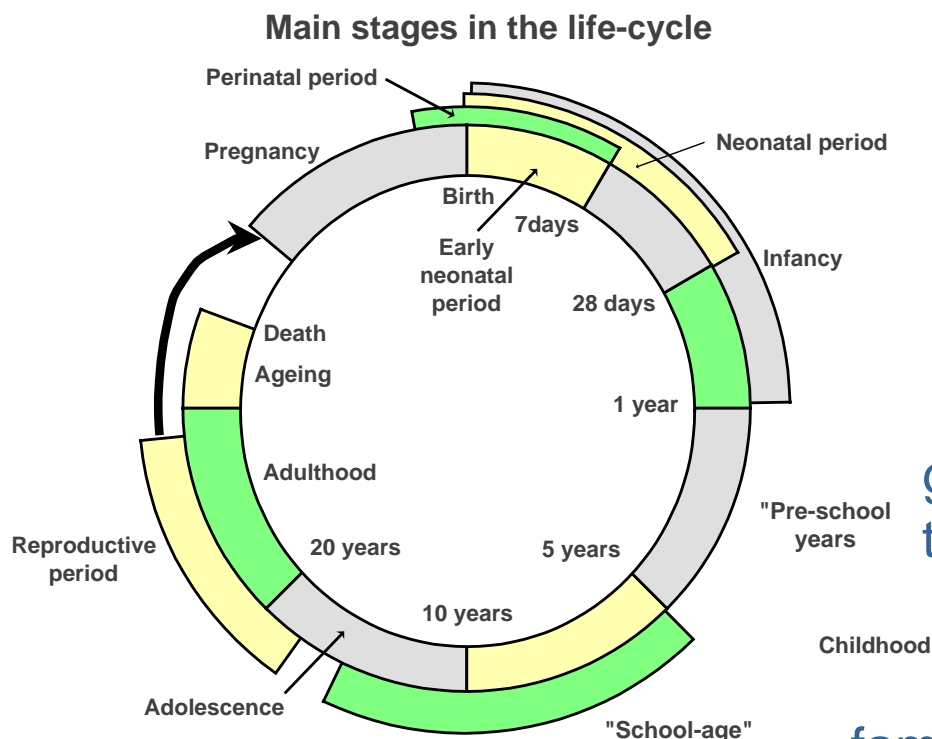 Main stages in the life-cycle
Perinatal period
Pregnancy
Neonatal period
Birth
7days
Early
neonatal
period
Infancy
28 days
Death
Ageing
1 year
Adulthood
"Pre-school
years
20 years
5 years
Reproductive
period
10 years
Childhood
Adolescence
"School-age"